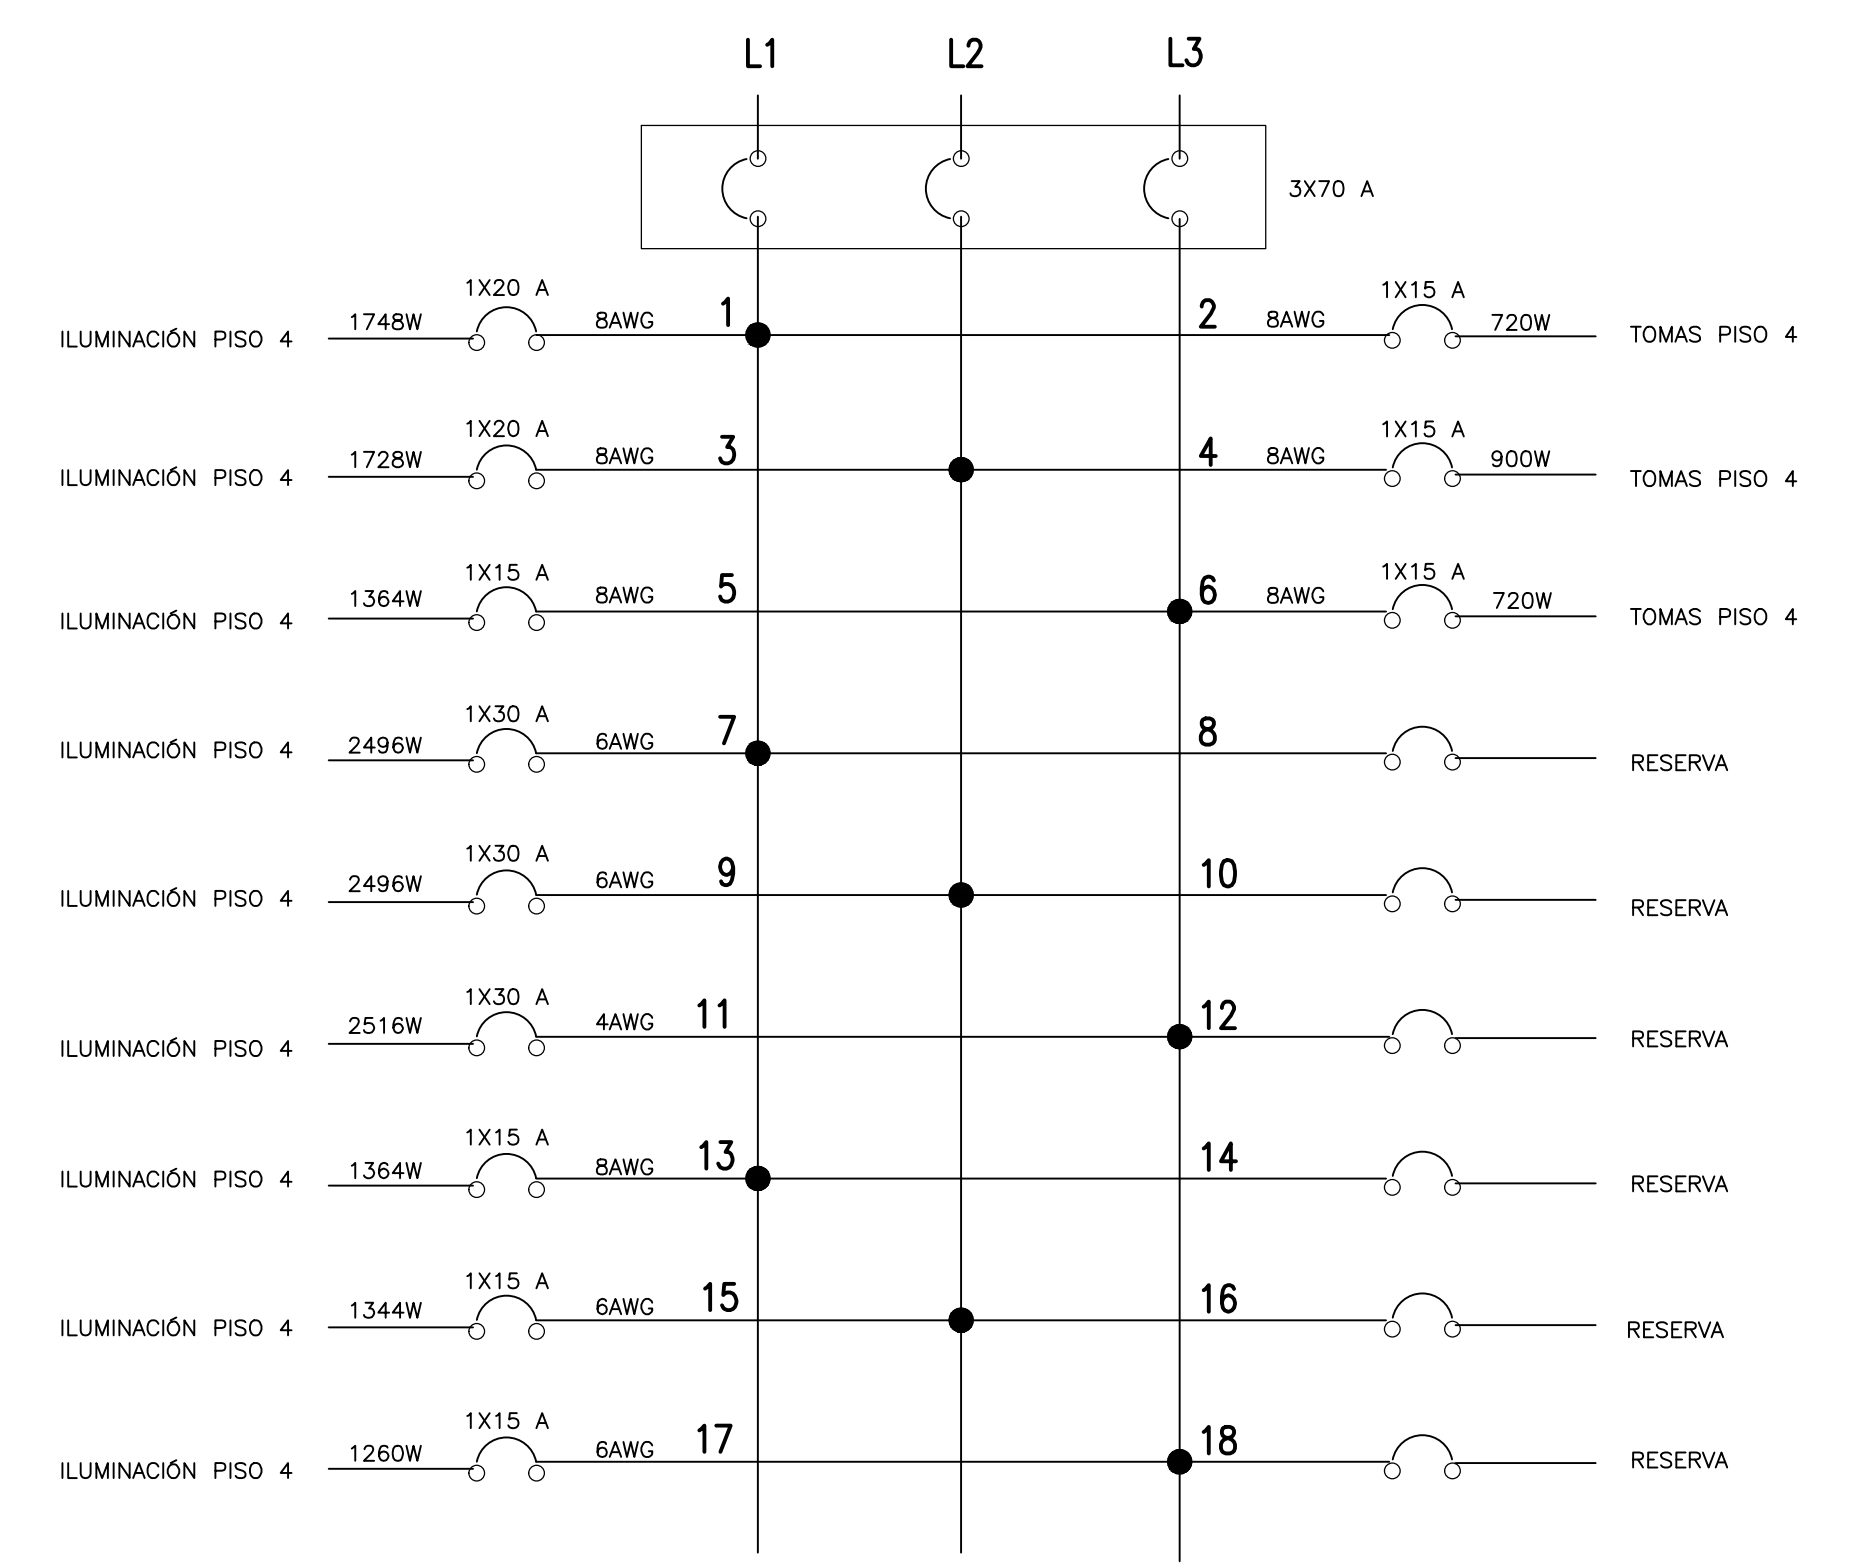 L1 L2 L3
3X70 A
1X20 A 1X15 A
ILUMINACIÓN PISO 4 1748W 8AWG 1 2 8AWG 720W TOMAS PISO 4
1X20 A 1X15 A
ILUMINACIÓN PISO 4 1728W 8AWG 3 4 8AWG 900W TOMAS PISO 4
1X15 A 1X15 A
ILUMINACIÓN PISO 4 1364W 8AWG 5 6 8AWG 720W TOMAS PISO 4
1X30 A
ILUMINACIÓN PISO 4 2496W 6AWG 7 8 RESERVA
1X30 A
ILUMINACIÓN PISO 4 2496W 6AWG 9 10 RESERVA
1X30 A
ILUMINACIÓN PISO 4 2516W 4AWG 11 12 RESERVA
1X15 A
ILUMINACIÓN PISO 4 1364W 8AWG 13 14 RESERVA
1X15 A
ILUMINACIÓN PISO 4 1344W 6AWG 15 16 RESERVA
1X15 A
ILUMINACIÓN PISO 4 1260W 6AWG 17 18 RESERVA